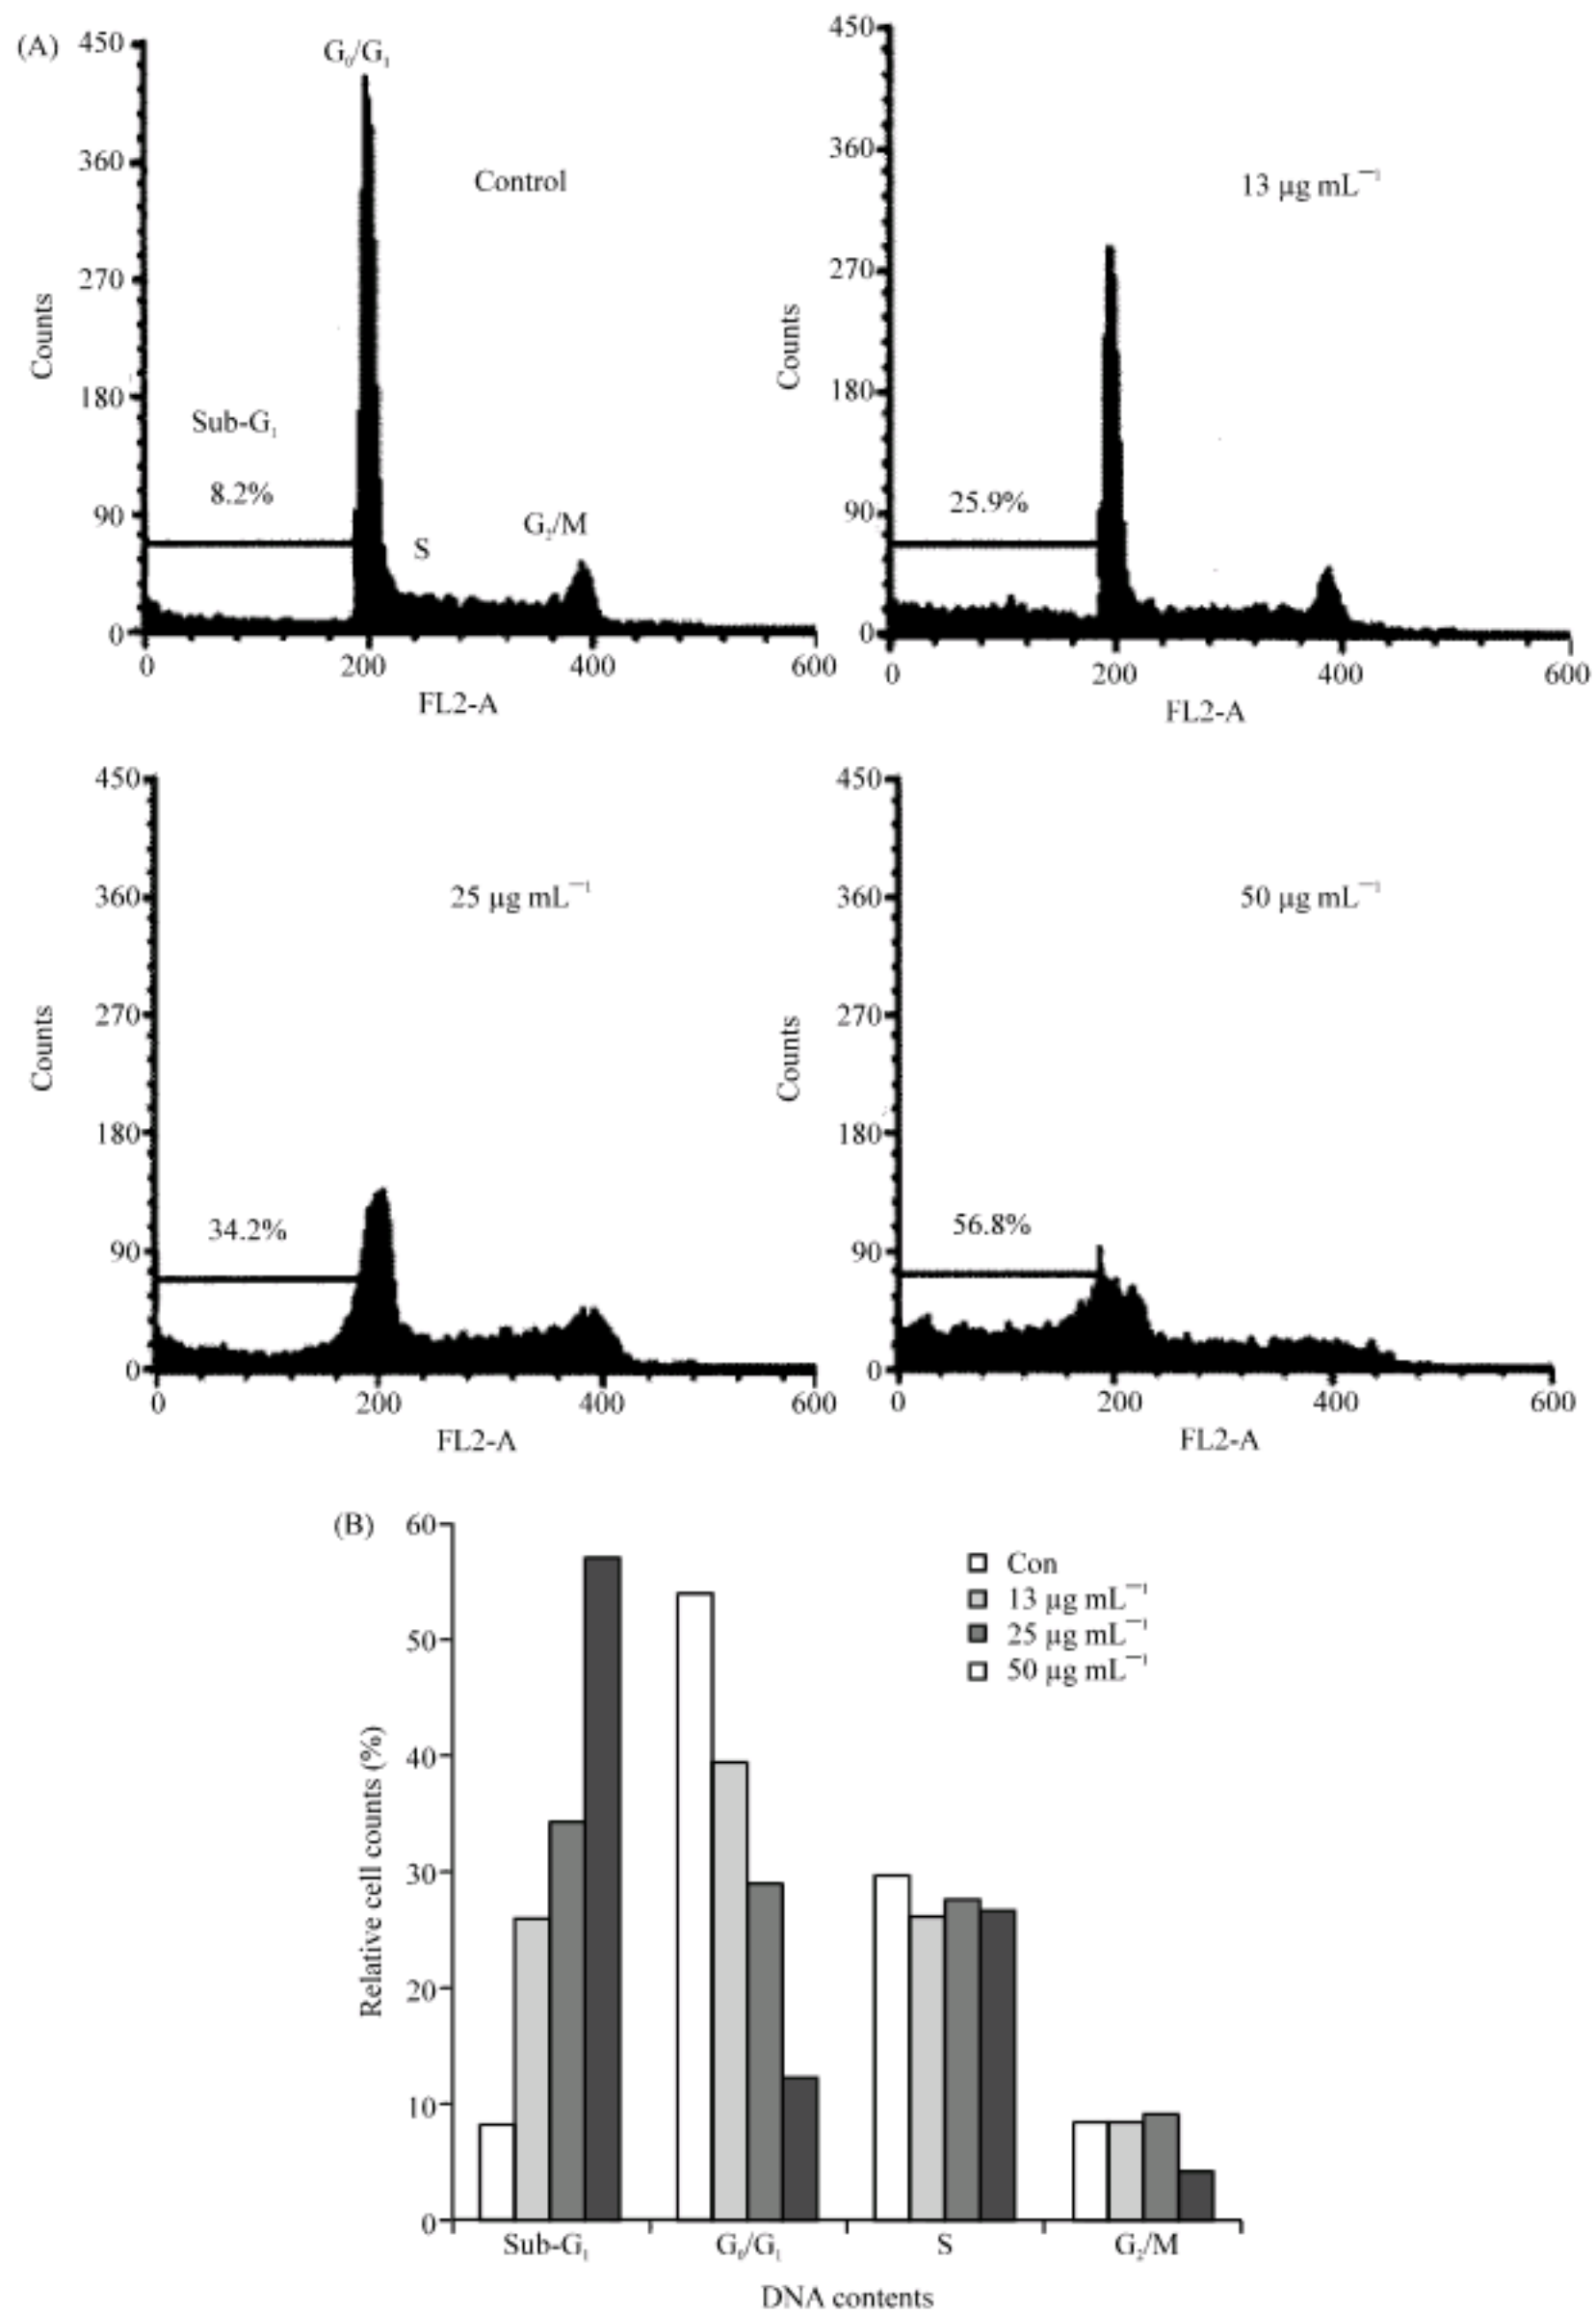 (A)
450
360
270
180
90
0
Counts
G₀/G₁
Control
Sub-G₁
8.2%
S
G₂/M
0 200 400 600
FL2-A
450
360
270
180
90
0
Counts
13 µg mL⁻¹
25.9%
0 200 400 600
FL2-A
450
360
270
180
90
0
Counts
25 µg mL⁻¹
34.2%
0 200 400 600
FL2-A
450
360
270
180
90
0
Counts
50 µg mL⁻¹
56.8%
0 200 400 600
FL2-A
(B)
60
50
40
30
20
10
0
Relative cell counts (%)
Con
13 µg mL⁻¹
25 µg mL⁻¹
50 µg mL⁻¹
Sub-G₁ G₀/G₁ S G₂/M
DNA contents